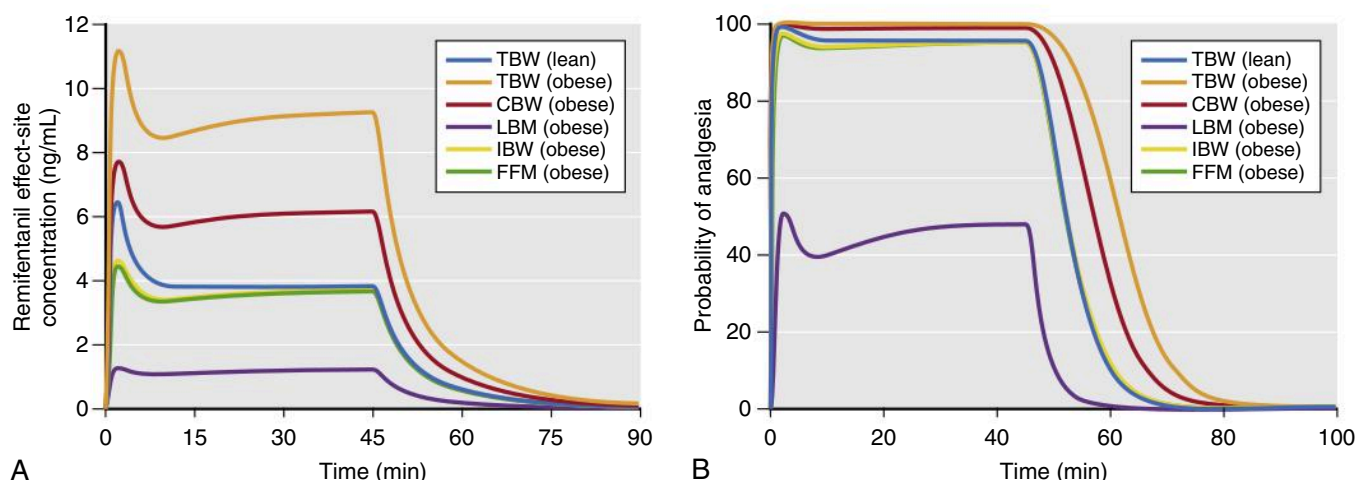 12
10
8
6
4
2
0
Remifentanil effect-site
concentration (ng/mL)
TBW (lean)
TBW (obese)
CBW (obese)
LBM (obese)
IBW (obese)
FFM (obese)
0 15 30 45 60 75 90
Time (min)
A
100
80
60
40
20
0
Probability of analgesia
TBW (lean)
TBW (obese)
CBW (obese)
LBM (obese)
IBW (obese)
FFM (obese)
0 20 40 60 80 100
Time (min)
B